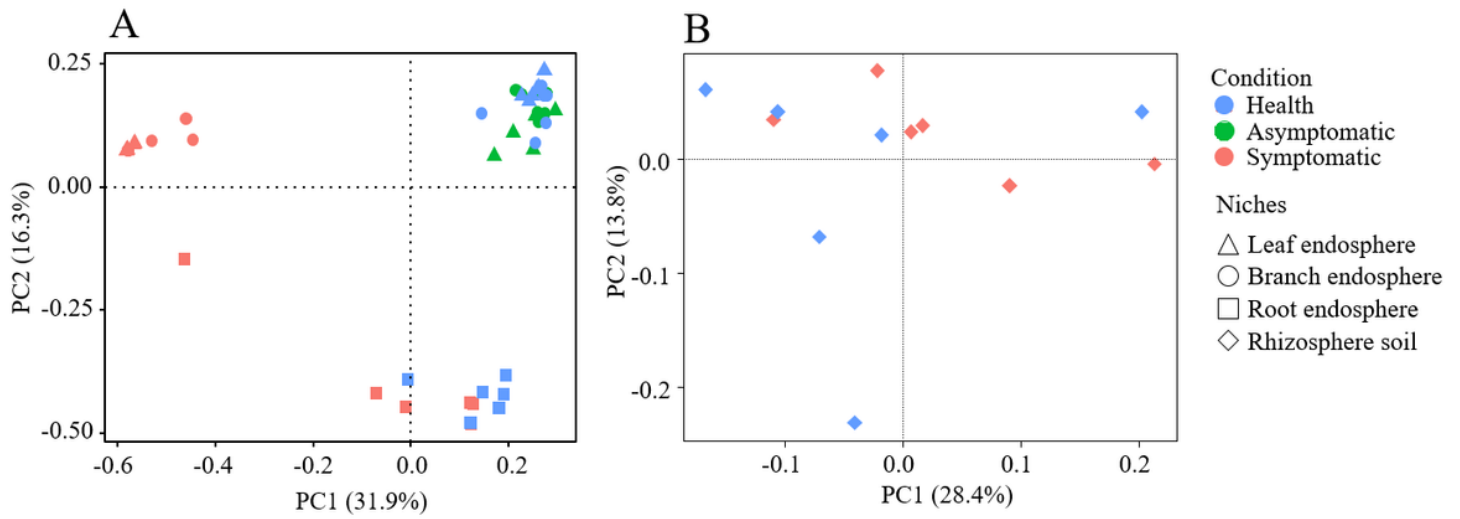 A
0.25
0.00
-0.25
-0.50
PC2 (16.3%)
-0.6
-0.4
-0.2
0.0
0.2
PC1 (31.9%)
B
0.0
-0.1
-0.2
PC2 (13.8%)
-0.1
0.0
0.1
0.2
PC1 (28.4%)
Condition
Health
Asymptomatic
Symptomatic
Niches
Leaf endosphere
Branch endosphere
Root endosphere
Rhizosphere soil